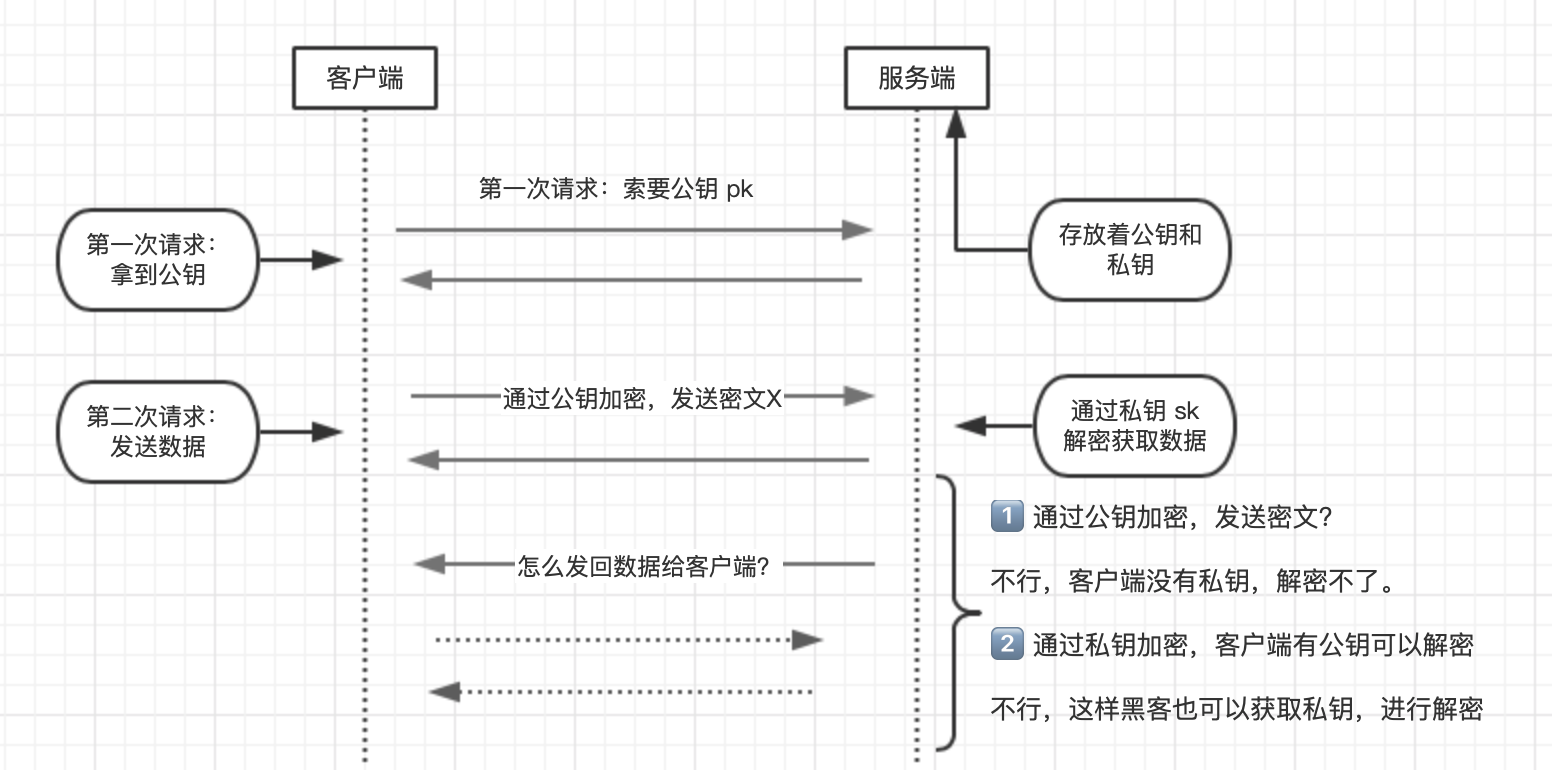 客户端
服务端
第一次请求：索要公钥 pk
第一次请求：
拿到公钥
存放着公钥和
私钥
第二次请求：
发送数据
通过公钥加密，发送密文X
通过私钥 sk
解密获取数据
怎么发回数据给客户端？
1 通过公钥加密，发送密文？
不行，客户端没有私钥，解密不了。
2 通过私钥加密，客户端有公钥可以解密
不行，这样黑客也可以获取私钥，进行解密